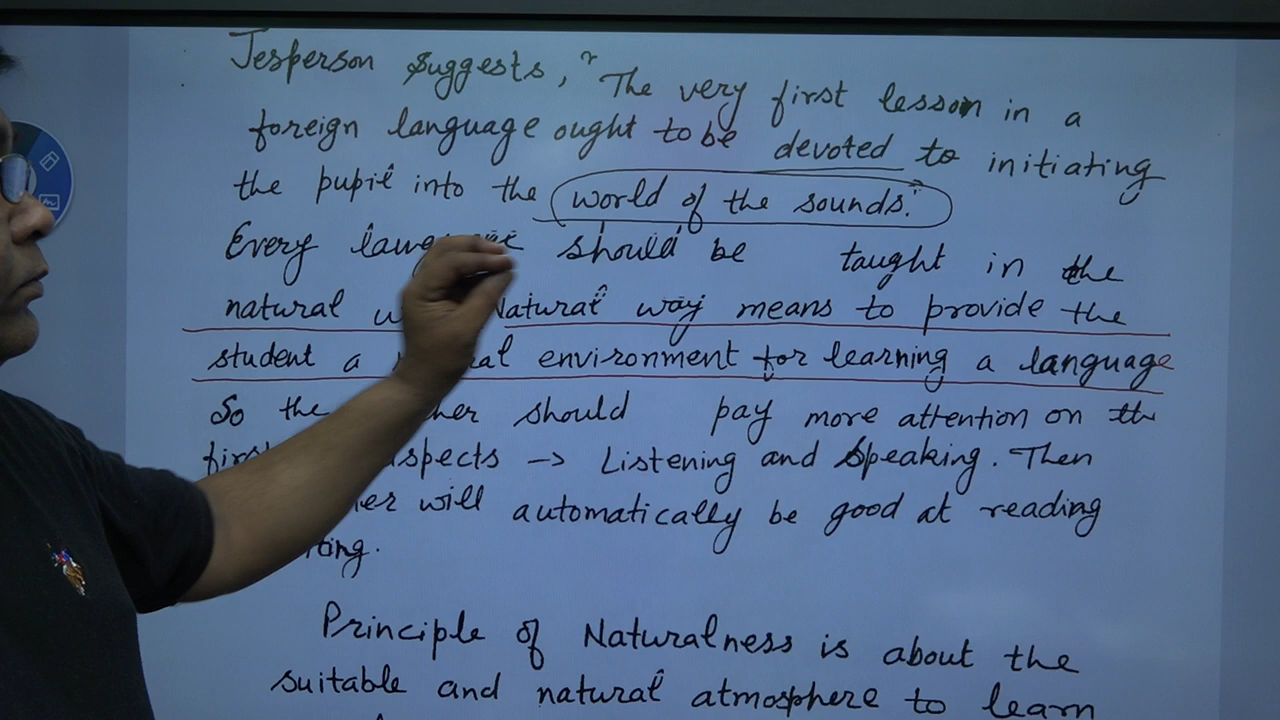 Jesperson suggests, "The very first lesson in a
foreign language ought to be devoted to initiating
the pupil into the world of the sounds."
Every language should be taught in the
natural Natural way means to provide the
student a environment for learning a language
So the should pay more attention on the
aspects → Listening and Speaking. Then
will automatically be good at reading
Principle of Naturalness is about the
suitable and natural atmosphere to learn